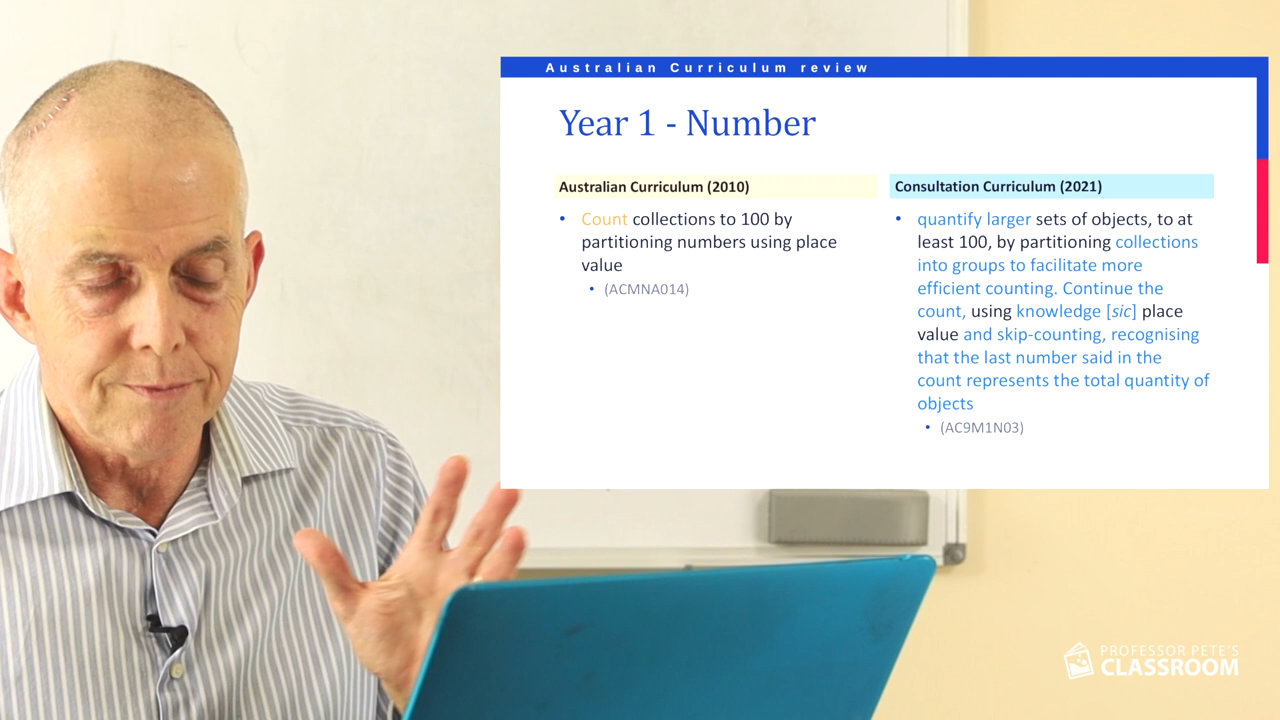 Australian Curriculum review
Year 1 - Number
Australian Curriculum (2010)
• Count collections to 100 by
partitioning numbers using place
value
• (ACMNA014)
Consultation Curriculum (2021)
• quantify larger sets of objects, to at
least 100, by partitioning collections
into groups to facilitate more
efficient counting. Continue the
count, using knowledge [sic] place
value and skip-counting, recognising
that the last number said in the
count represents the total quantity of
objects
• (AC9M1N03)
PROFESSOR PETE'S
CLASSROOM